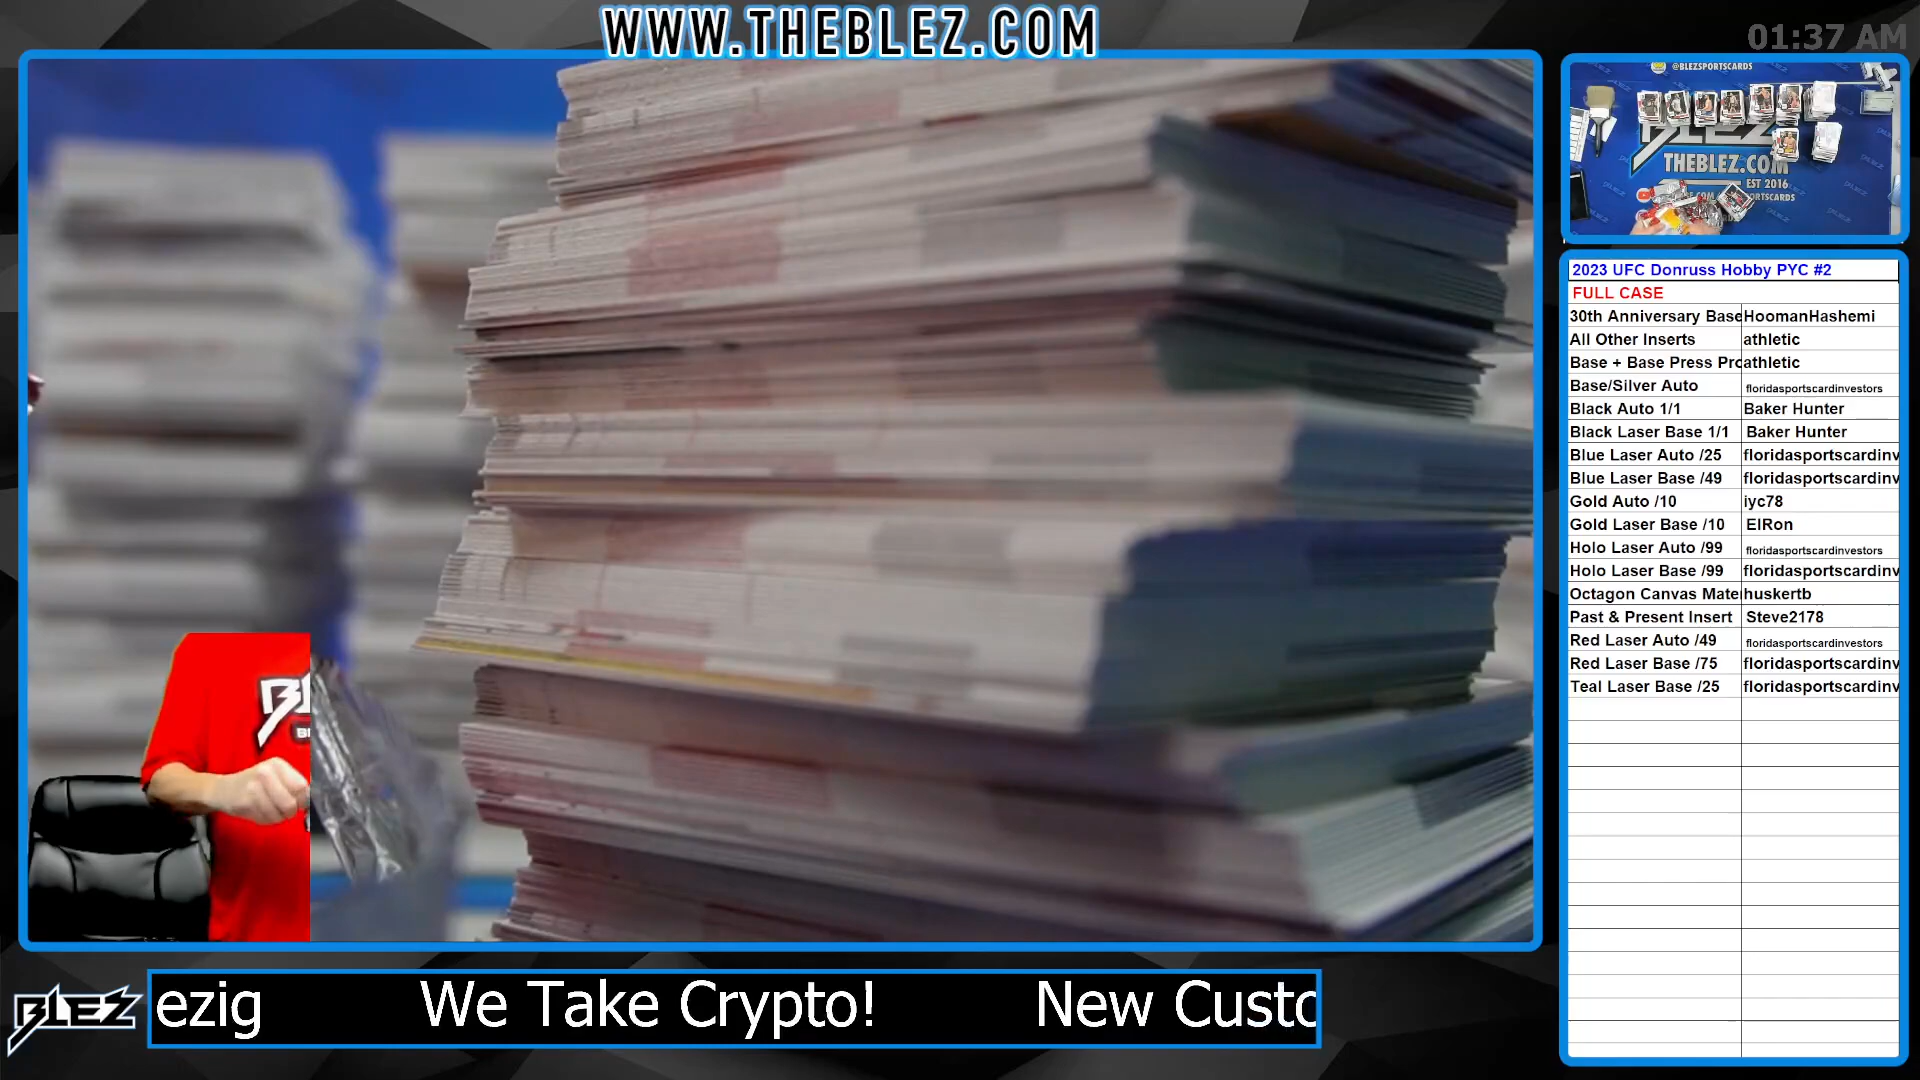 WWW.THEBLEZ.COM
01:37 AM
@BLEZSPORTSCARDS
BLEZ
THEBLEZ.COM
EST 2016
2023 UFC Donruss Hobby PYC #2
FULL CASE
30th Anniversary Base HoomanHashemi
All Other Inserts athletic
Base + Base Press Pro athletic
Base/Silver Auto floridasportscardinvestors
Black Auto 1/1 Baker Hunter
Black Laser Base 1/1 Baker Hunter
Blue Laser Auto /25 floridasportscardinv
Blue Laser Base /49 floridasportscardinv
Gold Auto /10 iyc78
Gold Laser Base /10 ElRon
Holo Laser Auto /99 floridasportscardinvestors
Holo Laser Base /99 floridasportscardinv
Octagon Canvas Mater huskertb
Past & Present Insert Steve2178
Red Laser Auto /49 floridasportscardinvestors
Red Laser Base /75 floridasportscardinv
Teal Laser Base /25 floridasportscardinv
BLEZ
ezig We Take Crypto! New Custo